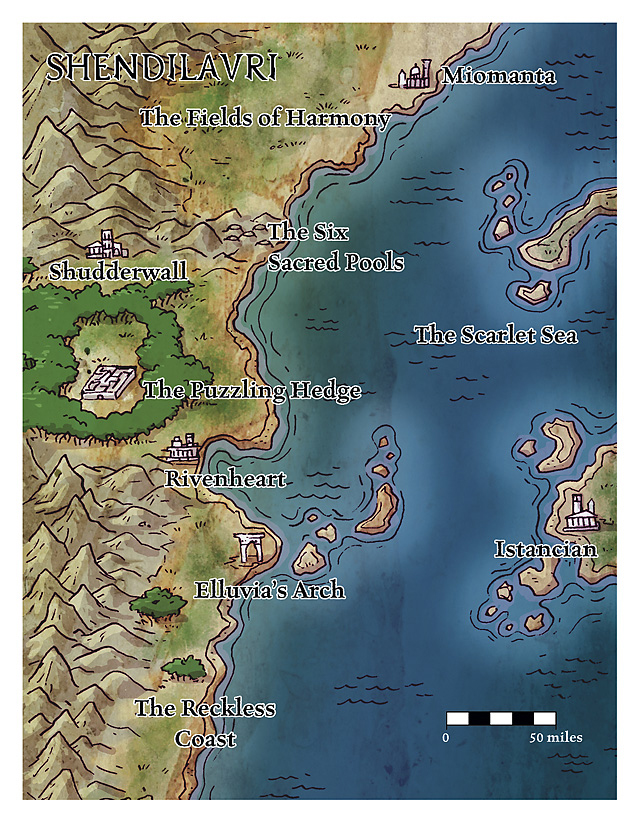 SHENDILAVRI
Miomanta
The Fields of Harmony
The Six
Sacred Pools
Shudderwall
The Scarlet Sea
The Puzzling Hedge
Rivenheart
Istancian
Elluvia's Arch
The Reckless
Coast
0
50 miles